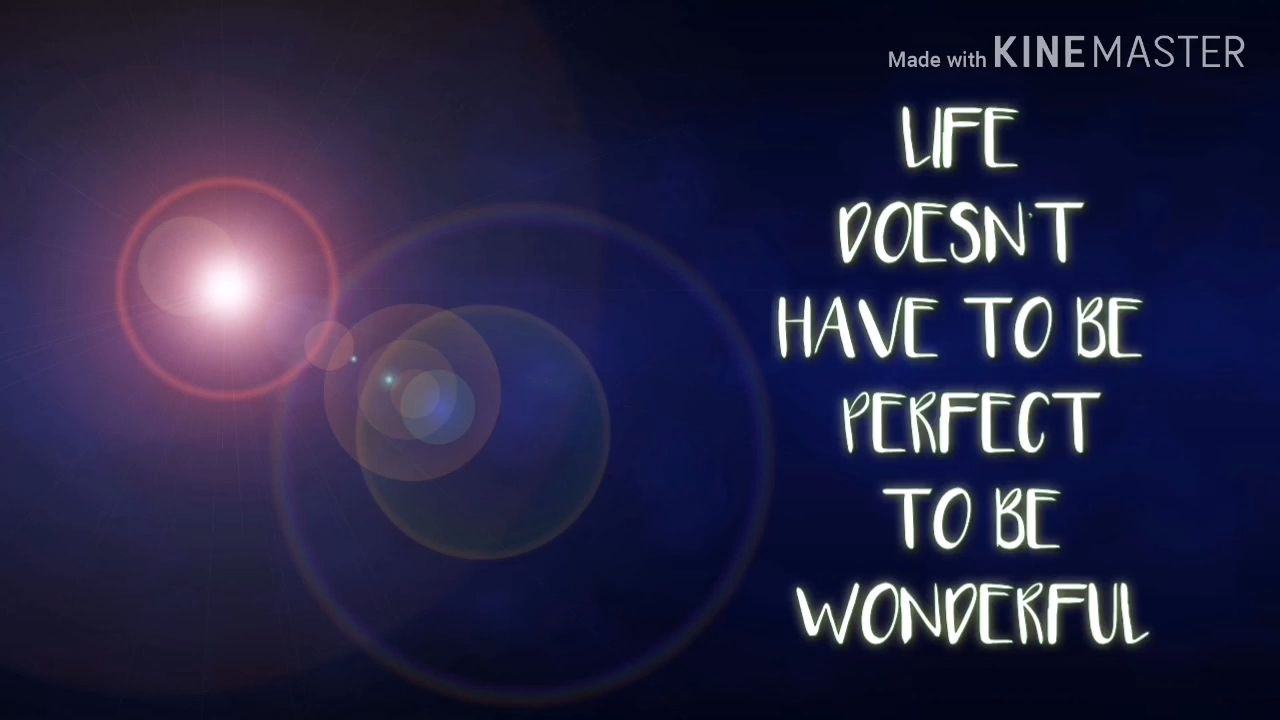 Made with KINEMASTER
LIFE
DOESN'T
HAVE TO BE
PERFECT
TO BE
WONDERFUL